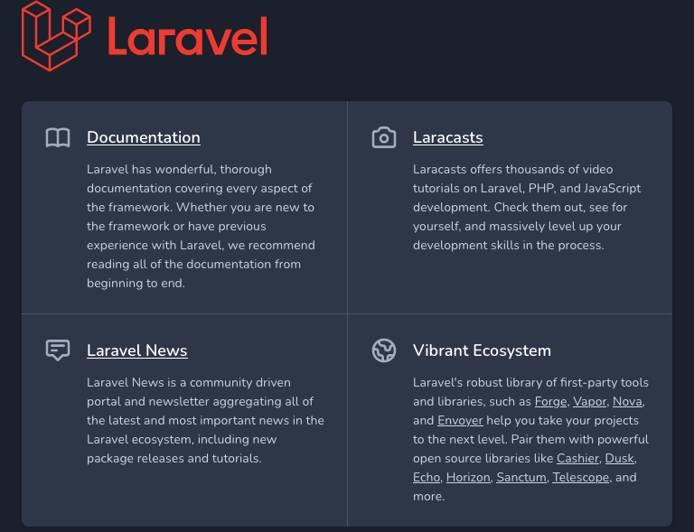 Laravel
Documentation
Laravel has wonderful, thorough
documentation covering every aspect of
the framework. Whether you are new to
the framework or have previous
experience with Laravel, we recommend
reading all of the documentation from
beginning to end.
Laracasts
Laracasts offers thousands of video
tutorials on Laravel, PHP, and JavaScript
development. Check them out, see for
yourself, and massively level up your
development skills in the process.
Laravel News
Laravel News is a community driven
portal and newsletter aggregating all of
the latest and most important news in the
Laravel ecosystem, including new
package releases and tutorials.
Vibrant Ecosystem
Laravel's robust library of first-party tools
and libraries, such as Forge, Vapor, Nova,
and Envoyer help you take your projects
to the next level. Pair them with powerful
open source libraries like Cashier, Dusk,
Echo, Horizon, Sanctum, Telescope, and
more.